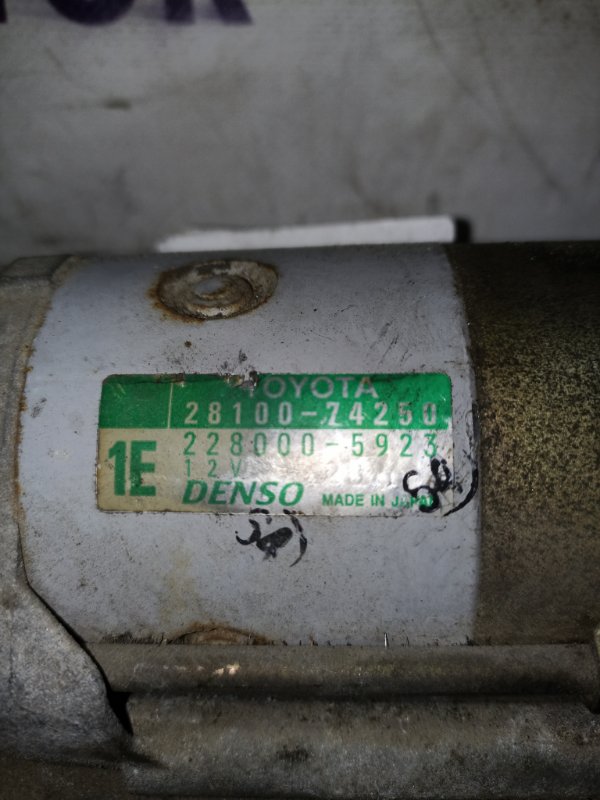 TOYOTA
28100-74250
1E
228000-5923
12V
DENSO MADE IN JAPAN